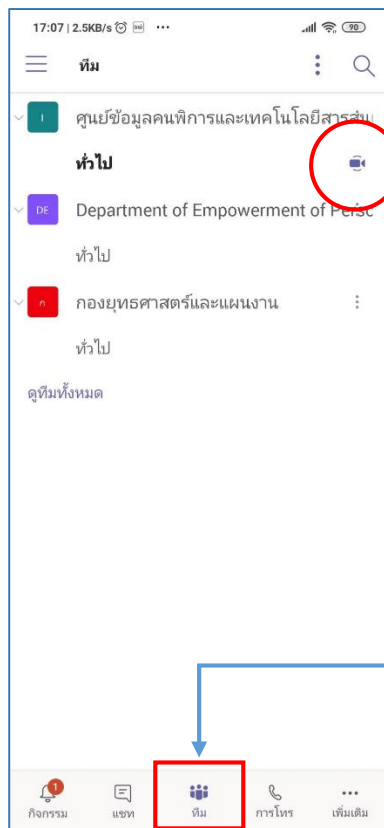 17:07 | 2.5KB/s ... 90
ทีม
I ศูนย์ข้อมูลคนพิการและเทคโนโลยีสารสน
ทั่วไป
DE Department of Empowerment of Persc
ทั่วไป
ก กองยุทธศาสตร์และแผนงาน
ทั่วไป
ดูทีมทั้งหมด
1
กิจกรรม แชท ทีม การโทร เพิ่มเติม